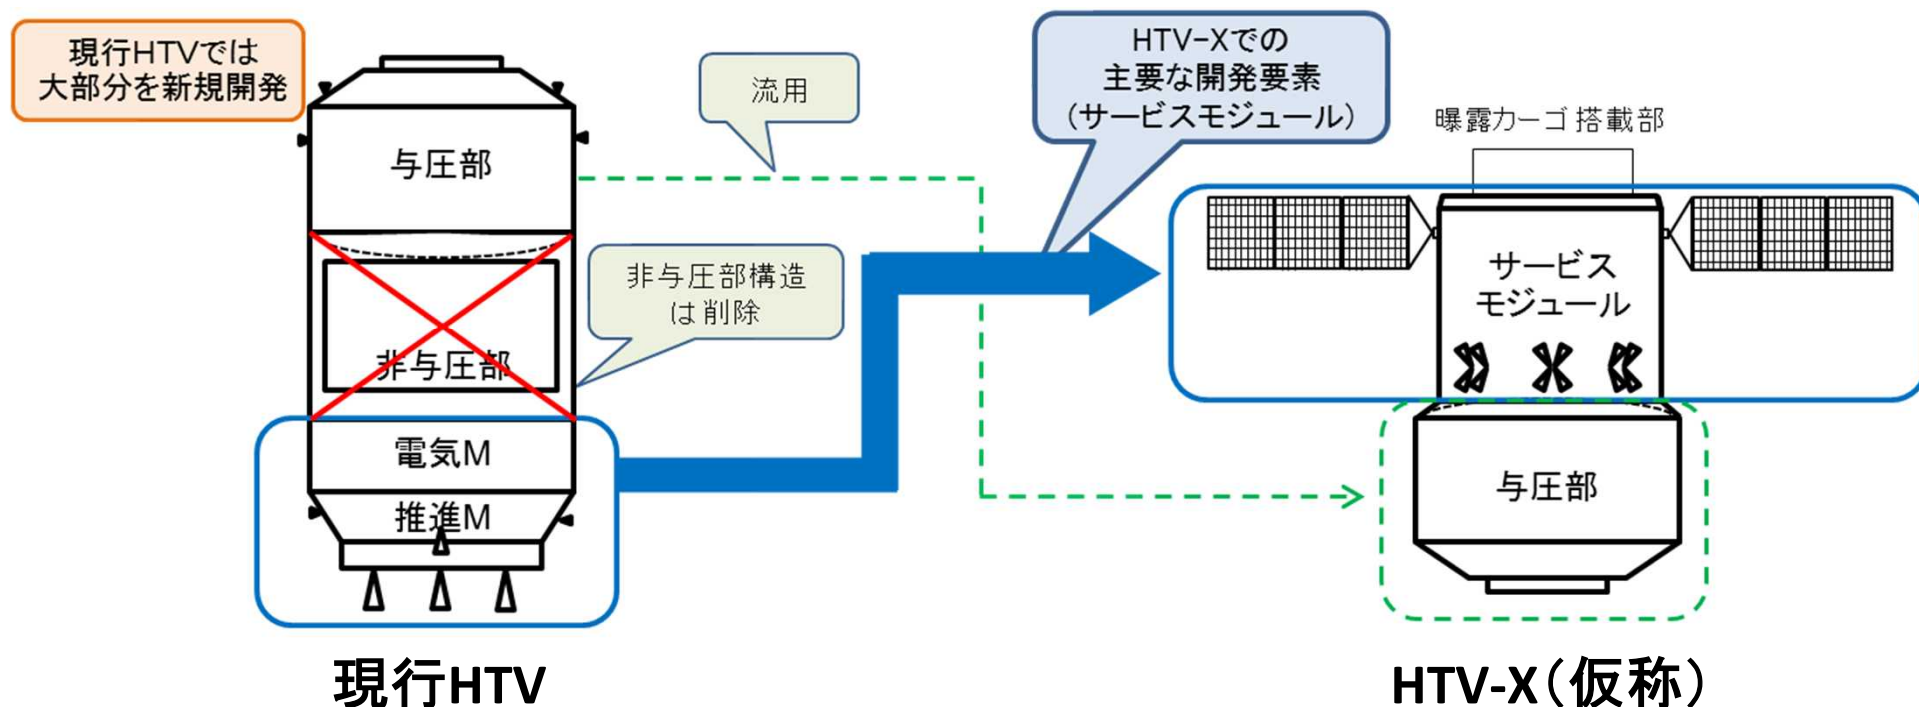 現行HTVでは
大部分を新規開発
与圧部
非与圧部
電気M
推進M
現行HTV
流用
非与圧部構造
は削除
HTV-Xでの
主要な開発要素
（サービスモジュール）
曝露カーゴ搭載部
サービス
モジュール
与圧部
HTV-X（仮称）